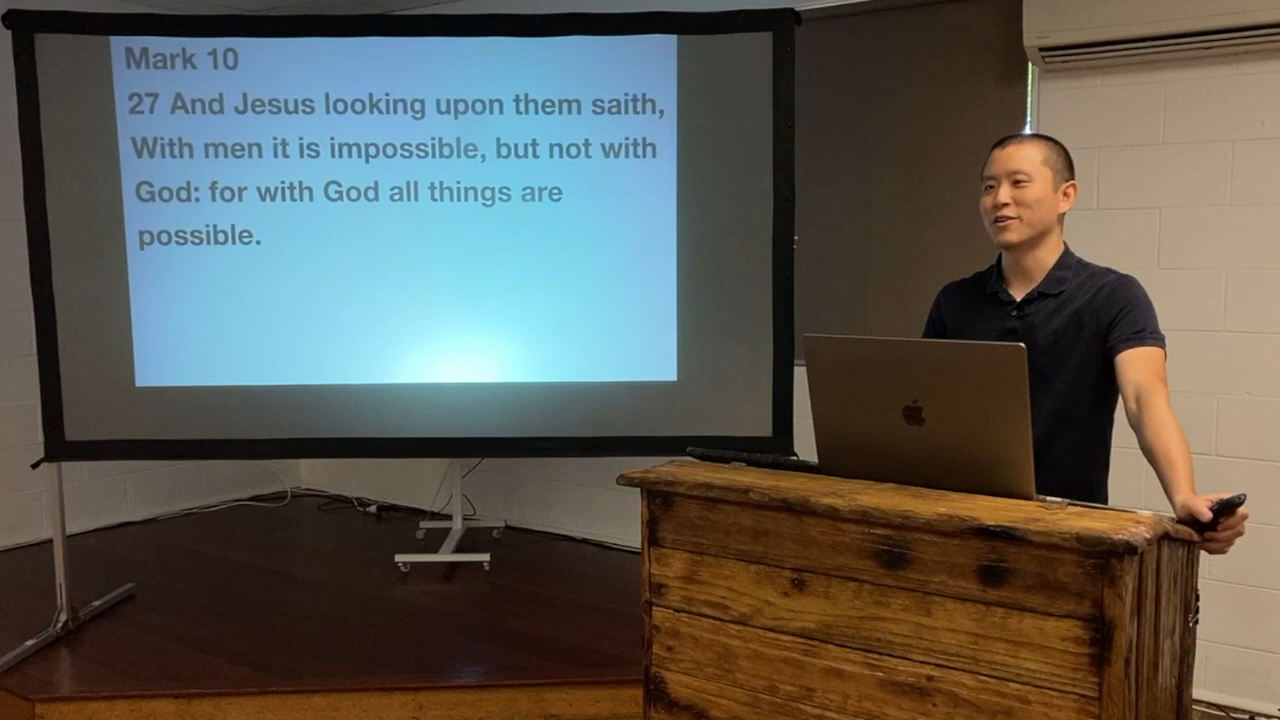 Mark 10
27 And Jesus looking upon them saith,
With men it is impossible, but not with
God: for with God all things are
possible.